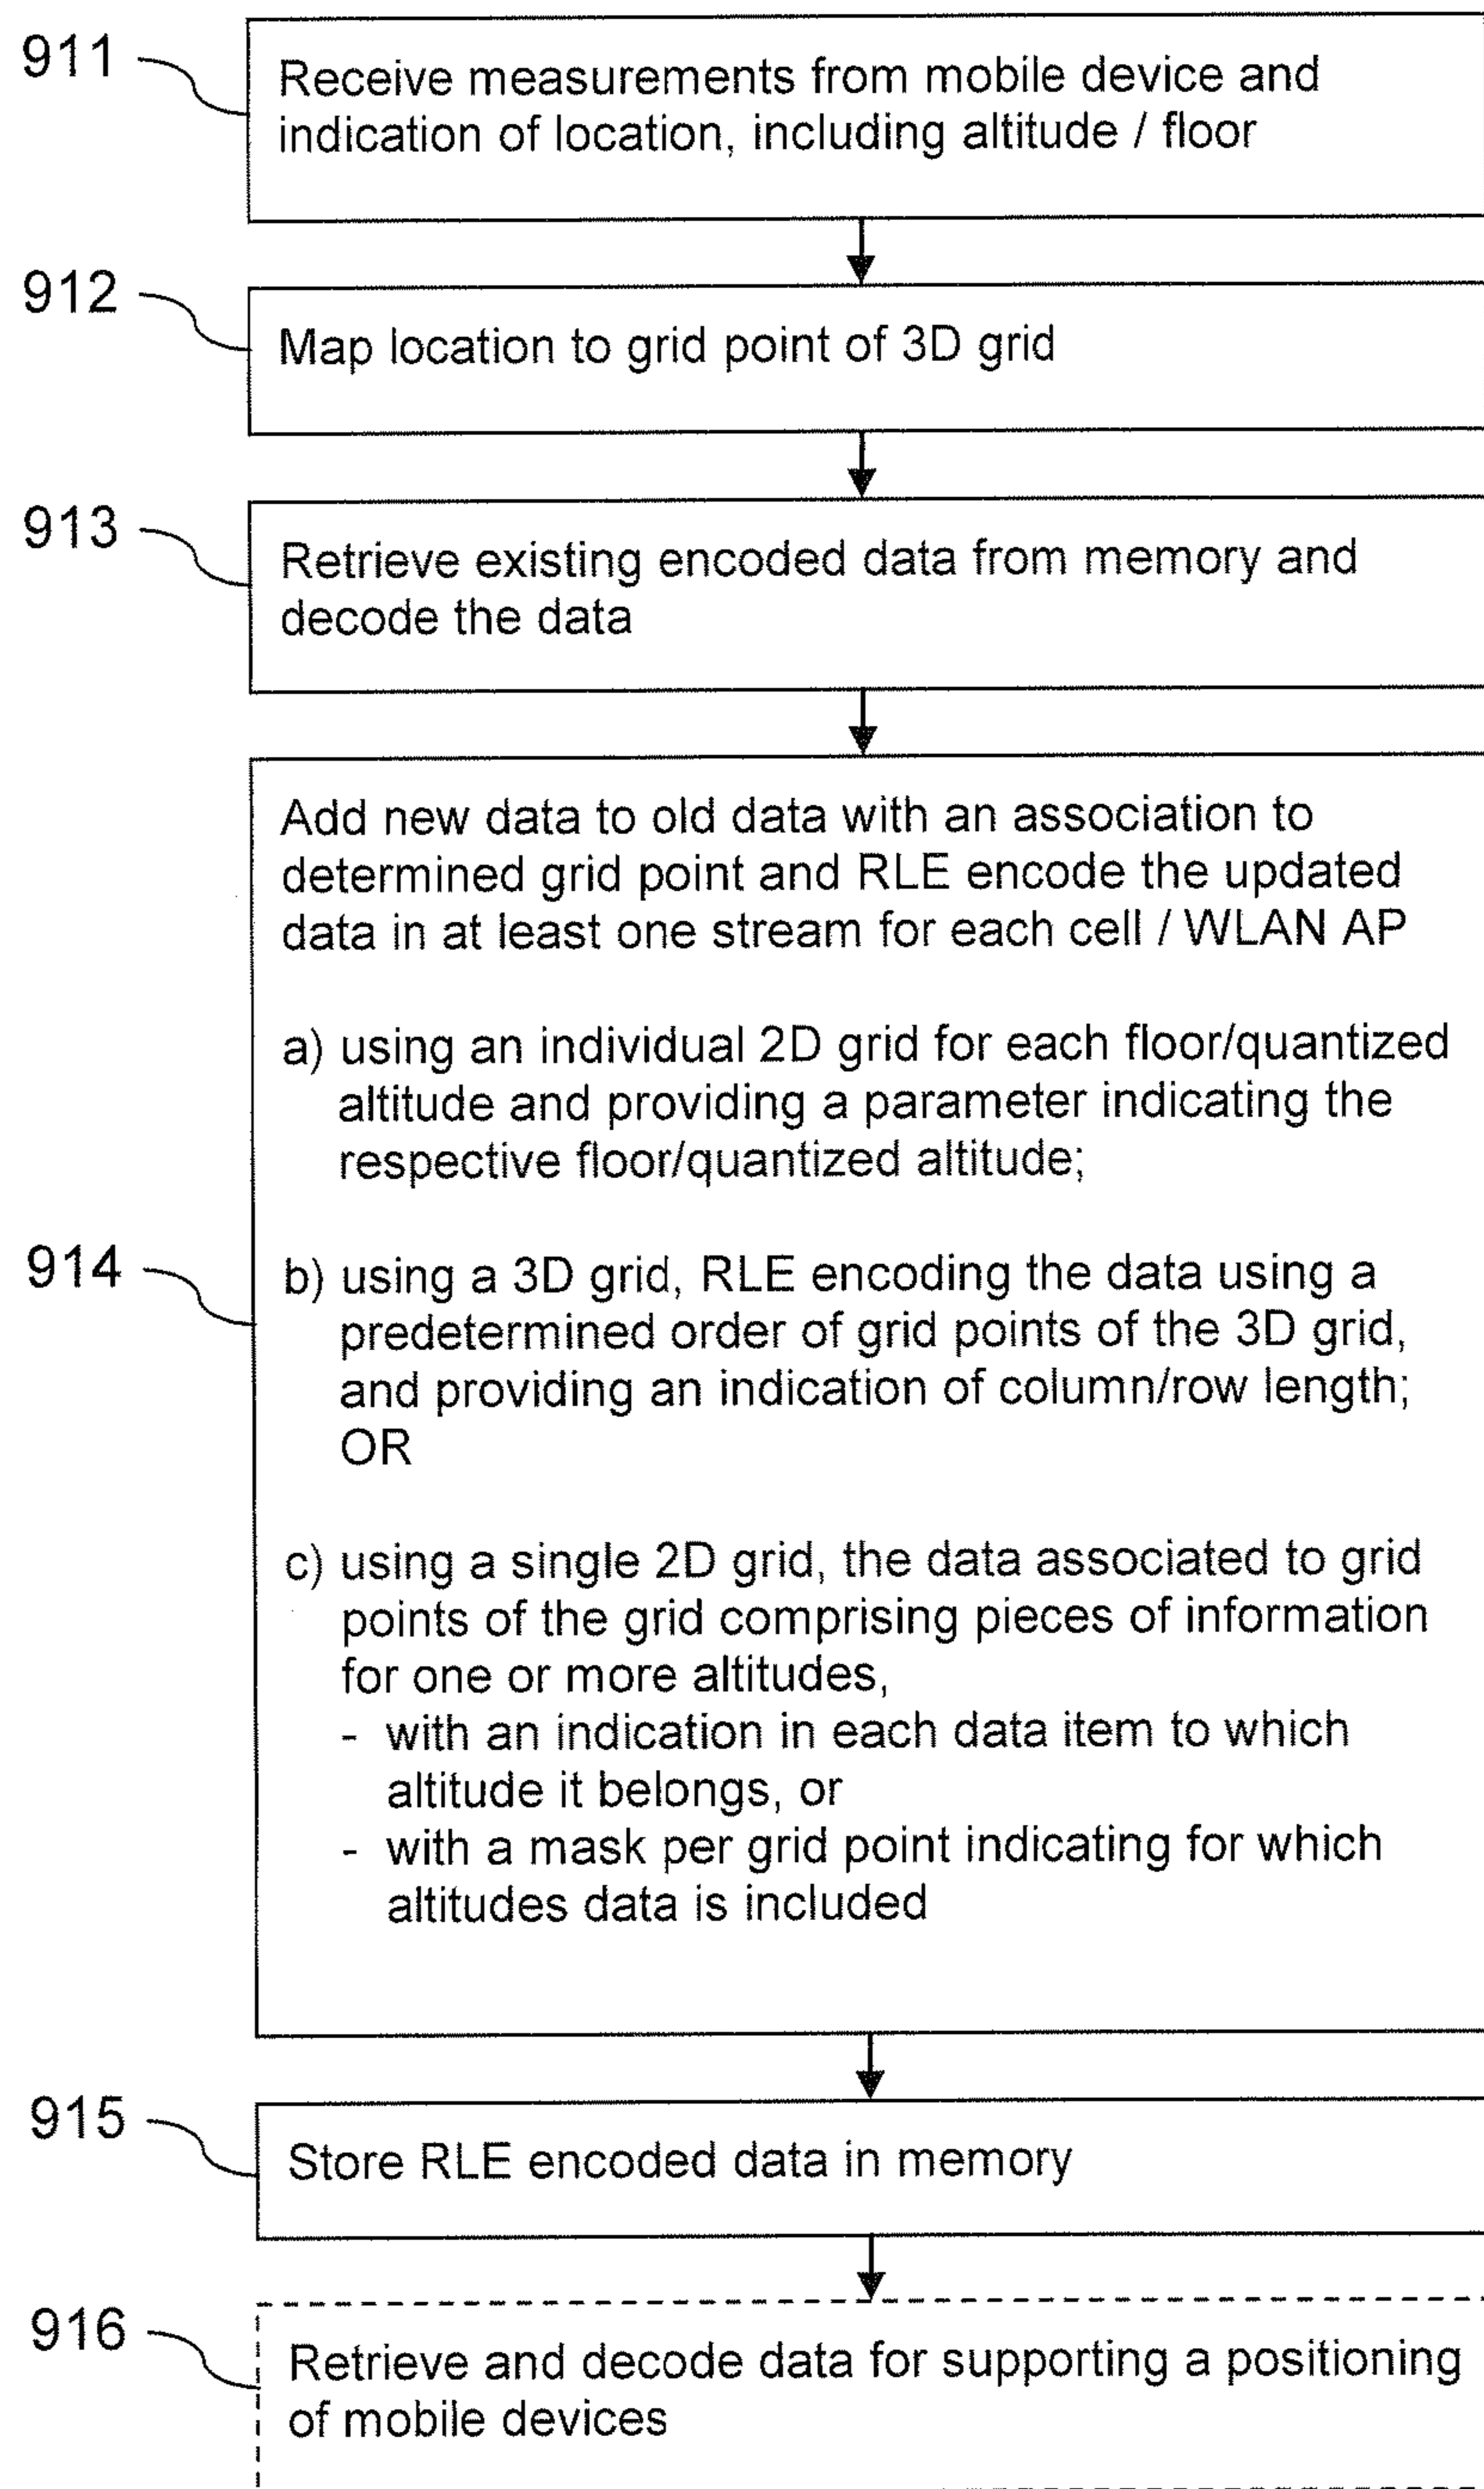 911
Receive measurements from mobile device and
indication of location, including altitude / floor
912
Map location to grid point of 3D grid
913
Retrieve existing encoded data from memory and
decode the data
Add new data to old data with an association to
determined grid point and RLE encode the updated
data in at least one stream for each cell / WLAN AP
a) using an individual 2D grid for each floor/quantized
altitude and providing a parameter indicating the
respective floor/quantized altitude;
914
b) using a 3D grid, RLE encoding the data using a
predetermined order of grid points of the 3D grid,
and providing an indication of column/row length;
OR
c) using a single 2D grid, the data associated to grid
points of the grid comprising pieces of information
for one or more altitudes,
- with an indication in each data item to which
altitude it belongs, or
- with a mask per grid point indicating for which
altitudes data is included
915
Store RLE encoded data in memory
916
Retrieve and decode data for supporting a positioning
of mobile devices